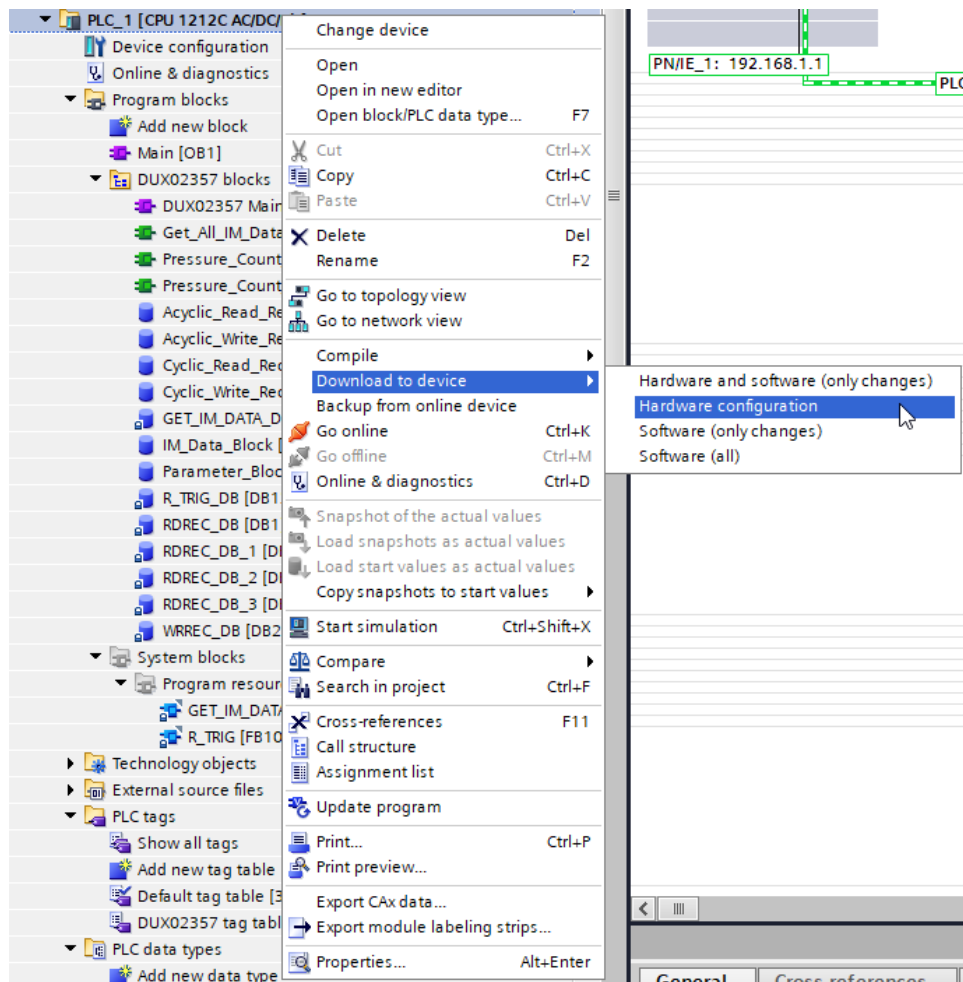 PLC_1 [CPU 1212C AC/DC/
Device configuration
Online & diagnostics
Program blocks
Add new block
Main [OB1]
DUX02357 blocks
DUX02357 Main
Get_All_IM_Data
Pressure_Count
Pressure_Count
Acyclic_Read_Re
Acyclic_Write_Re
Cyclic_Read_Rec
Cyclic_Write_Rec
GET_IM_DATA_D
IM_Data_Block [
Parameter_Bloc
R_TRIG_DB [DB1
RDREC_DB [DB1
RDREC_DB_1 [D
RDREC_DB_2 [D
RDREC_DB_3 [D
WRREC_DB [DB2
System blocks
Program resour
GET_IM_DATA
R_TRIG [FB10
Technology objects
External source files
PLC tags
Show all tags
Add new tag table
Default tag table [3
DUX02357 tag tabl
PLC data types
Add new data type
Change device
Open
Open in new editor
Open block/PLC data type... F7
Cut Ctrl+X
Copy Ctrl+C
Paste Ctrl+V
Delete Del
Rename F2
Go to topology view
Go to network view
Compile
Download to device
Backup from online device
Go online Ctrl+K
Go offline Ctrl+M
Online & diagnostics Ctrl+D
Snapshot of the actual values
Load snapshots as actual values
Load start values as actual values
Copy snapshots to start values
Start simulation Ctrl+Shift+X
Compare
Search in project Ctrl+F
Cross-references F11
Call structure
Assignment list
Update program
Print... Ctrl+P
Print preview...
Export CAx data...
Export module labeling strips...
Properties... Alt+Enter
Hardware and software (only changes)
Hardware configuration
Software (only changes)
Software (all)
PN/IE_1: 192.168.1.1
PLC
General Cross-references